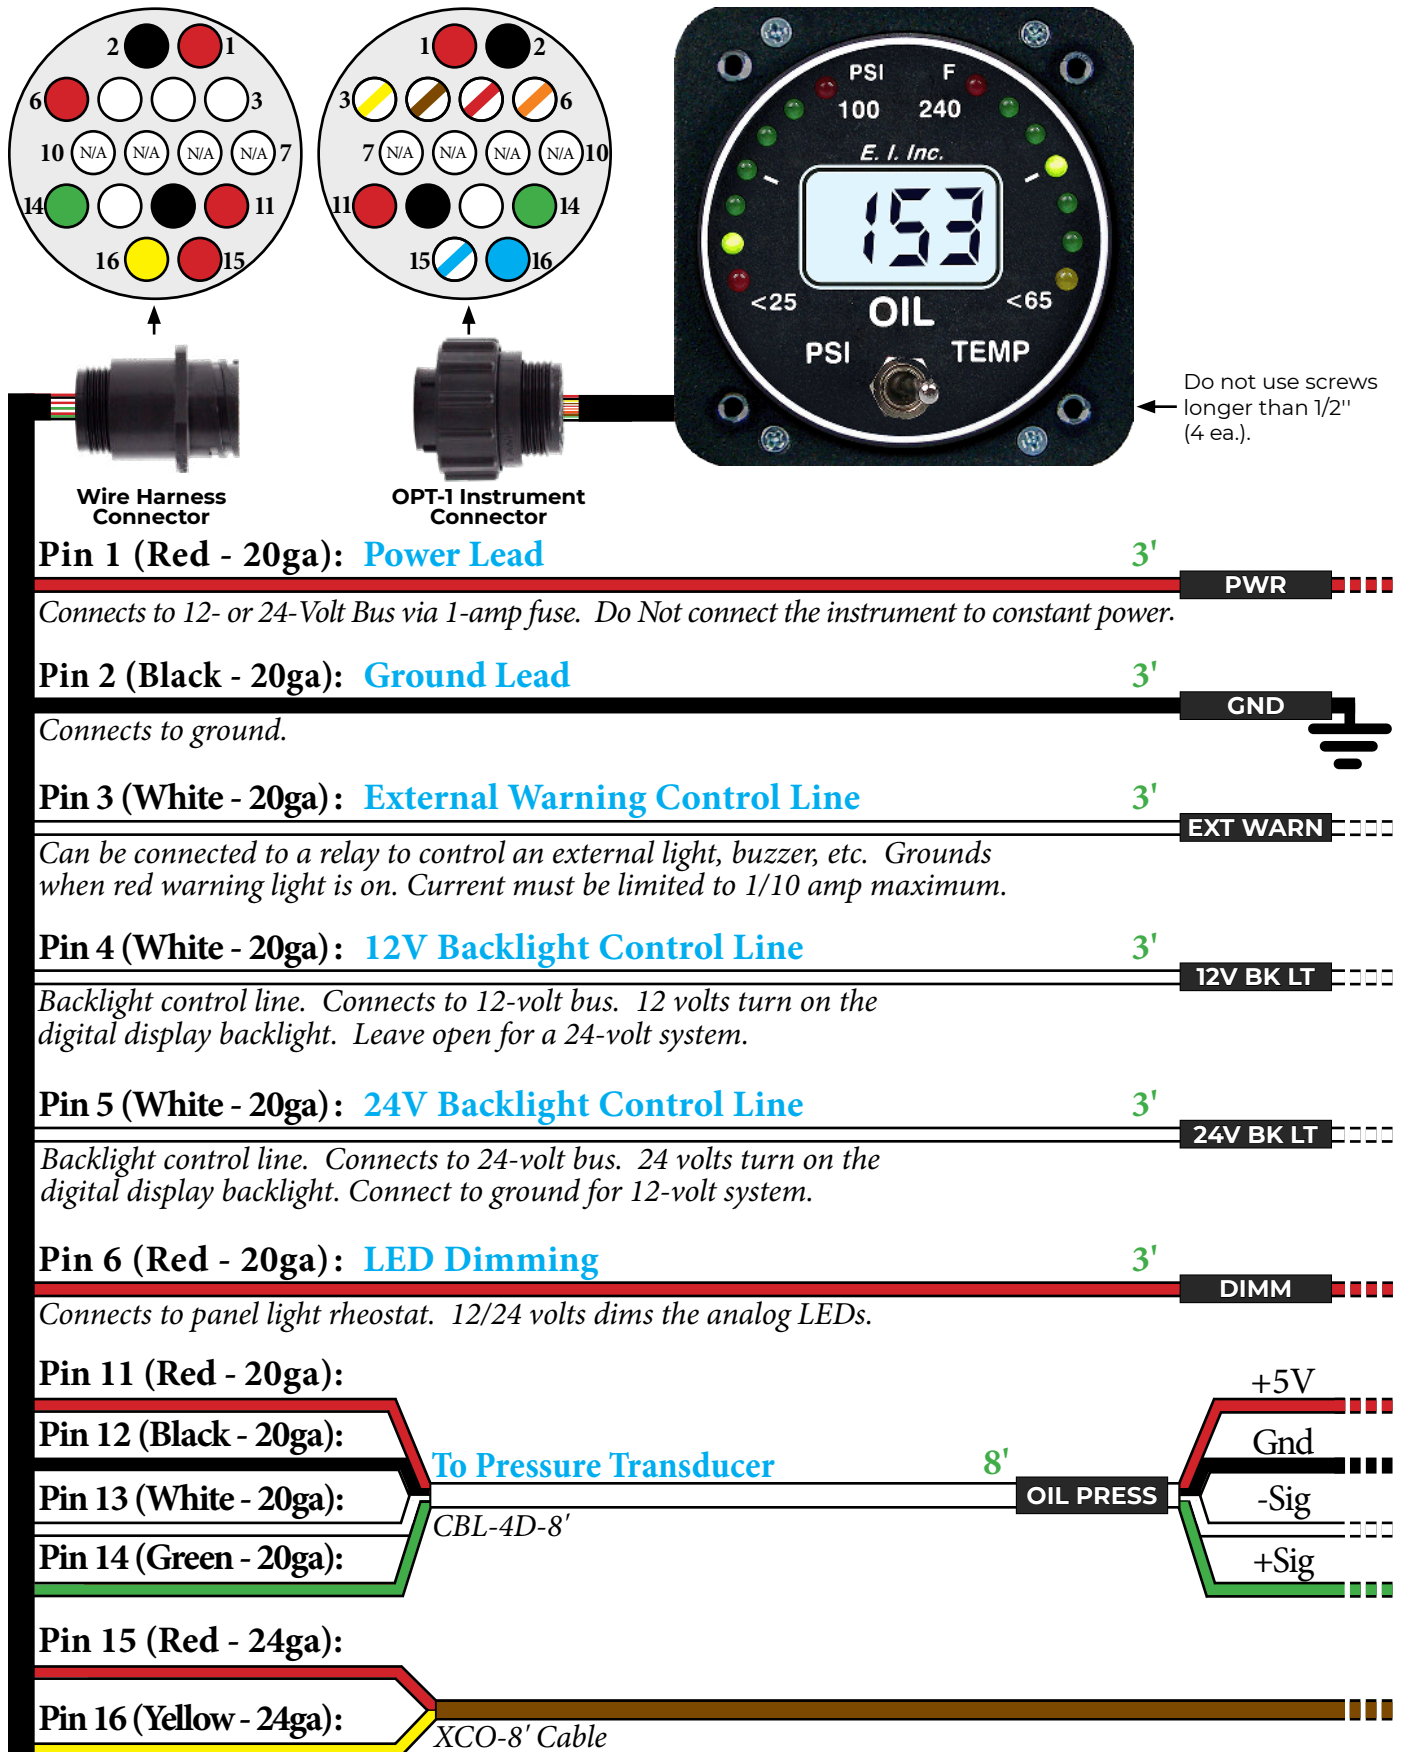 2 1
6 3
10 N/A N/A N/A N/A 7
14 11
16 15
1 2
3 6
7 N/A N/A N/A N/A 10
11 14
15 16
PSI F
100 240
E. I. Inc.
153
<25 <65
OIL
PSI TEMP
Do not use screws
longer than 1/2''
(4 ea.).
Wire Harness
Connector
OPT-1 Instrument
Connector
Pin 1 (Red - 20ga): Power Lead 3'
PWR
Connects to 12- or 24-Volt Bus via 1-amp fuse. Do Not connect the instrument to constant power.
Pin 2 (Black - 20ga): Ground Lead 3'
GND
Connects to ground.
Pin 3 (White - 20ga): External Warning Control Line 3'
EXT WARN
Can be connected to a relay to control an external light, buzzer, etc. Grounds
when red warning light is on. Current must be limited to 1/10 amp maximum.
Pin 4 (White - 20ga): 12V Backlight Control Line 3'
12V BK LT
Backlight control line. Connects to 12-volt bus. 12 volts turn on the
digital display backlight. Leave open for a 24-volt system.
Pin 5 (White - 20ga): 24V Backlight Control Line 3'
24V BK LT
Backlight control line. Connects to 24-volt bus. 24 volts turn on the
digital display backlight. Connect to ground for 12-volt system.
Pin 6 (Red - 20ga): LED Dimming 3'
DIMM
Connects to panel light rheostat. 12/24 volts dims the analog LEDs.
Pin 11 (Red - 20ga):
+5V
Pin 12 (Black - 20ga):
Gnd
To Pressure Transducer 8'
Pin 13 (White - 20ga):
OIL PRESS
-Sig
CBL-4D-8'
Pin 14 (Green - 20ga):
+Sig
Pin 15 (Red - 24ga):
Pin 16 (Yellow - 24ga):
XCO-8' Cable